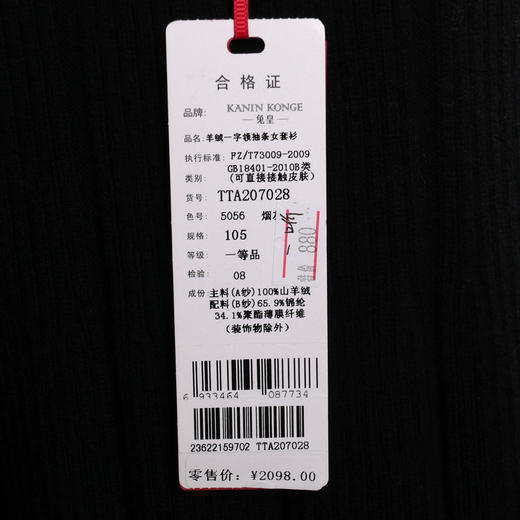 合格证
品牌: KANIN KONGE
—兔皇—
品名: 羊绒一字领抽条女套衫
执行标准: FZ/T73009-2009
GB18401-2010B类
类别: (可直接接触皮肤)
货号: TTA207028
色号: 5056 烟灰
规格: 105
等级: 一等品
检验: 08
成份: 主料(A纱)100%山羊绒
配料(B纱)65.9%锦纶
34.1%聚酯薄膜纤维
(装饰物除外)
880
6 933464 087734
23622159702 TTA207028
零售价: ¥2098.00